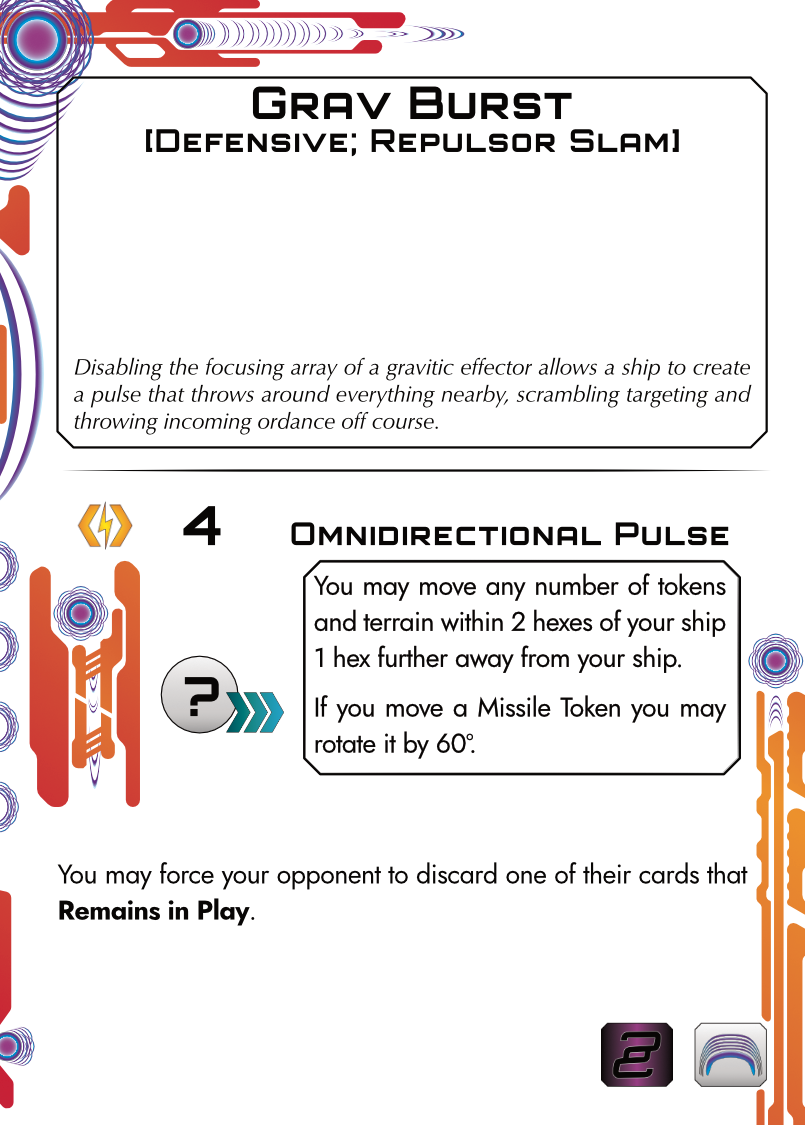 Grav Burst
[Defensive; Repulsor Slam]
Disabling the focusing array of a gravitic effector allows a ship to create
a pulse that throws around everything nearby, scrambling targeting and
throwing incoming ordance off course.
4
Omnidirectional Pulse
You may move any number of tokens
and terrain within 2 hexes of your ship
1 hex further away from your ship.
?
If you move a Missile Token you may
rotate it by 60°.
You may force your opponent to discard one of their cards that
Remains in Play.
2